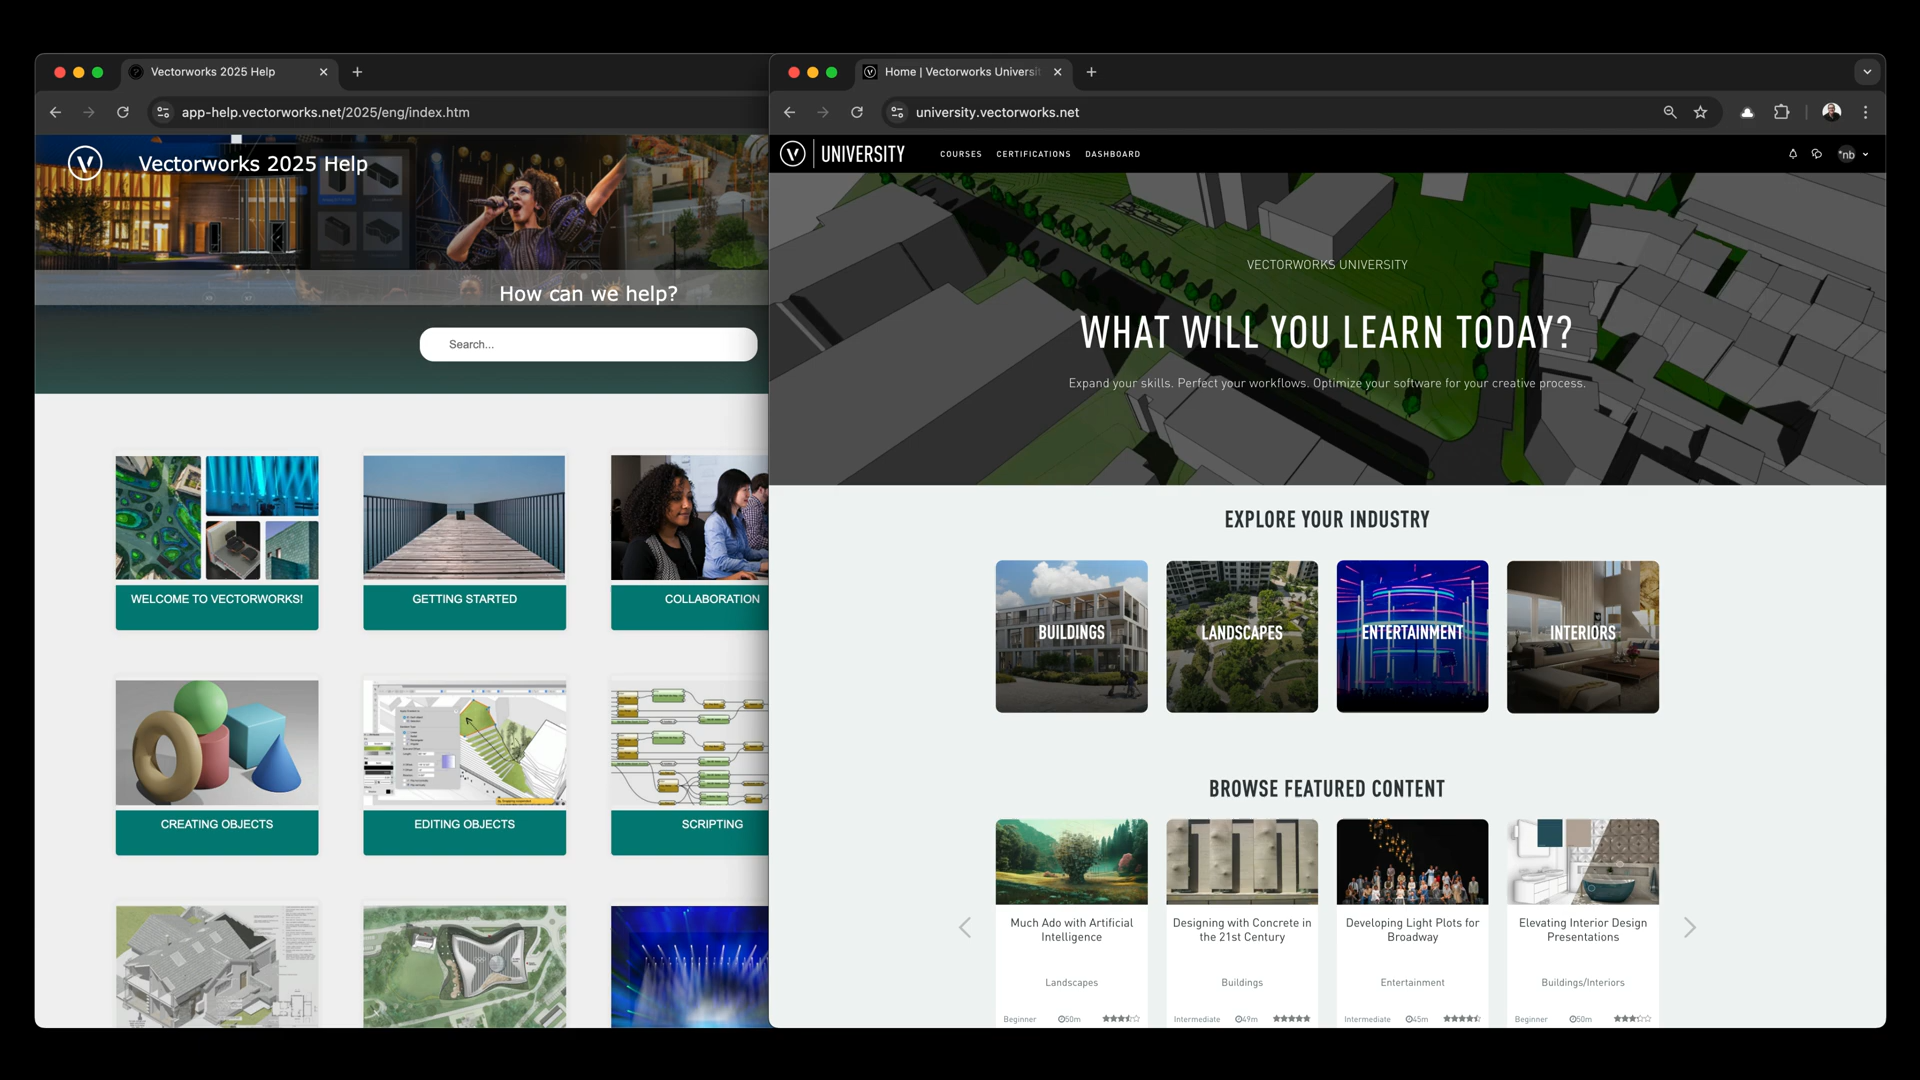 Vectorworks 2025 Help
app-help.vectorworks.net/2025/eng/index.htm
Vectorworks 2025 Help
How can we help?
Search...
WELCOME TO VECTORWORKS!
GETTING STARTED
COLLABORATION
CREATING OBJECTS
EDITING OBJECTS
SCRIPTING
Home | Vectorworks Universit
university.vectorworks.net
UNIVERSITY
COURSES CERTIFICATIONS DASHBOARD
*nb
VECTORWORKS UNIVERSITY
WHAT WILL YOU LEARN TODAY?
Expand your skills. Perfect your workflows. Optimize your software for your creative process.
EXPLORE YOUR INDUSTRY
BUILDINGS
LANDSCAPES
ENTERTAINMENT
INTERIORS
BROWSE FEATURED CONTENT
Much Ado with Artificial
Intelligence
Landscapes
Beginner 50m
Designing with Concrete in
the 21st Century
Buildings
Intermediate 49m
Developing Light Plots for
Broadway
Entertainment
Intermediate 45m
Elevating Interior Design
Presentations
Buildings/Interiors
Beginner 50m